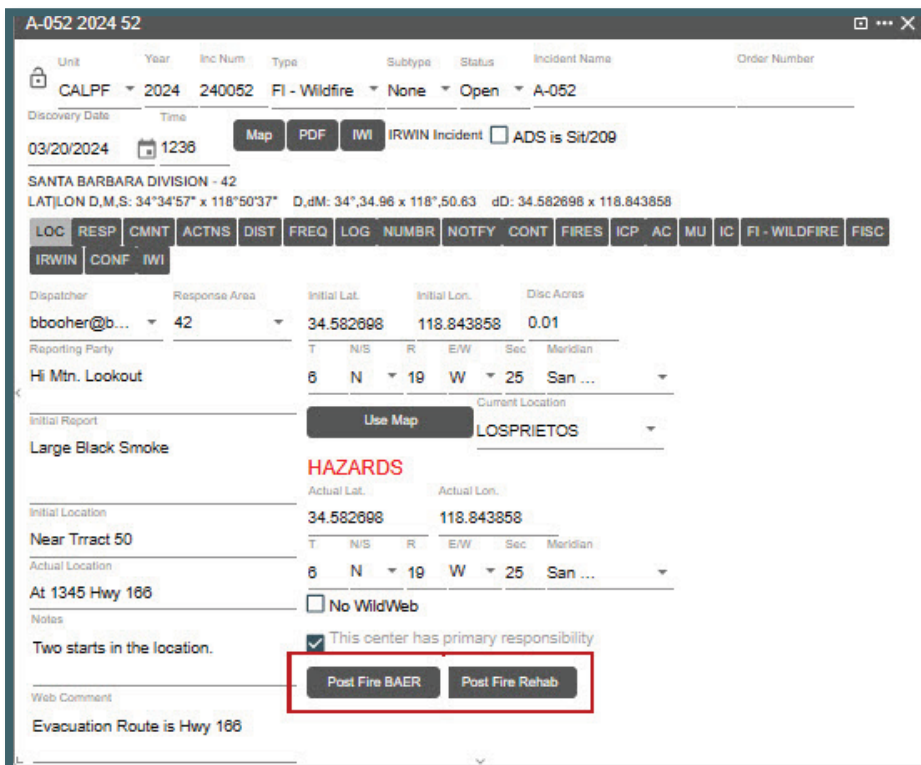 A-052 2024 52
Unit Year Inc Num Type Subtype Status Incident Name Order Number
CALPF 2024 240052 FI - Wildfire None Open A-052
Discovery Date Time
03/20/2024 1236 Map PDF IWI IRWIN Incident ADS is Sit/209
SANTA BARBARA DIVISION - 42
LAT|LON D,M,S: 34°34'57" x 118°50'37" D,dM: 34°,34.96 x 118°,50.63 dD: 34.582698 x 118.843858
LOC RESP CMNT ACTNS DIST FREQ LOG NUMBR NOTFY CONT FIRES ICP AC MU IC FI - WILDFIRE FISC
IRWIN CONF IWI
Dispatcher Response Area Initial Lat. Initial Lon. Disc Acres
bbooher@b... 42 34.582698 118.843858 0.01
Reporting Party T N/S R E/W Sec Meridian
Hi Mtn. Lookout 6 N 19 W 25 San ...
Current Location
Initial Report Use Map LOSPRIETOS
Large Black Smoke
HAZARDS
Actual Lat. Actual Lon.
Initial Location 34.582698 118.843858
Near Trract 50 T N/S R E/W Sec Meridian
Actual Location 6 N 19 W 25 San ...
At 1345 Hwy 166 No WildWeb
Notes
Two starts in the location. This center has primary responsibility
Post Fire BAER Post Fire Rehab
Web Comment
Evacuation Route is Hwy 166